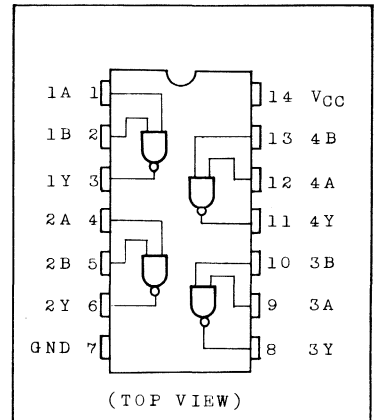 1A 1 14 VCC
1B 2 13 4B
1Y 3 12 4A
2A 4 11 4Y
2B 5 10 3B
2Y 6 9 3A
GND 7 8 3Y
(TOP VIEW)